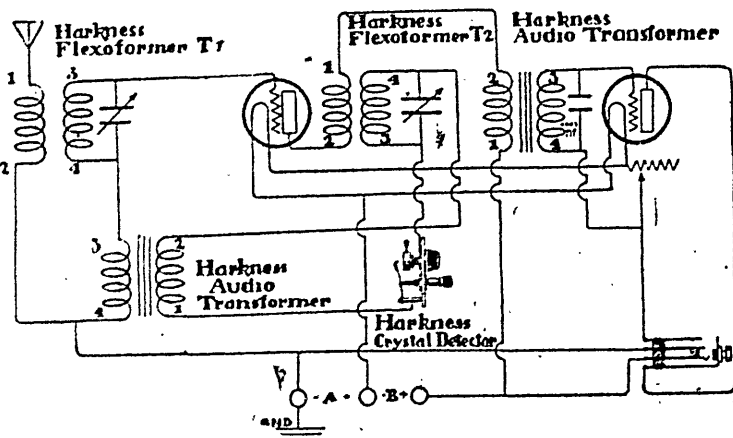 Harkness
Flexoformer T1
Harkness
Flexoformer T2
Harkness
Audio Transformer
1
3
2
4
1
4
2
3
2
3
1
4
3
2
4
1
Harkness
Audio
Transformer
Harkness
Crystal Detector
- A +
- B +
GND